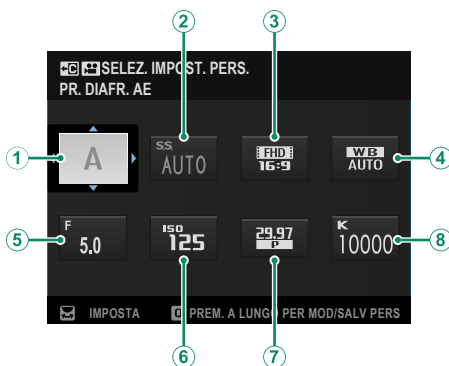 ② ③
C SELEZ. IMPOST. PERS.
PR. DIAFR. AE
① A S.S. AUTO FHD 16:9 WB AUTO ④
⑤ F 5.0 ISO 125 29.97 P K 10000 ⑧
IMPOSTA Q PREM. A LUNGO PER MOD/SALV PERS
⑥ ⑦